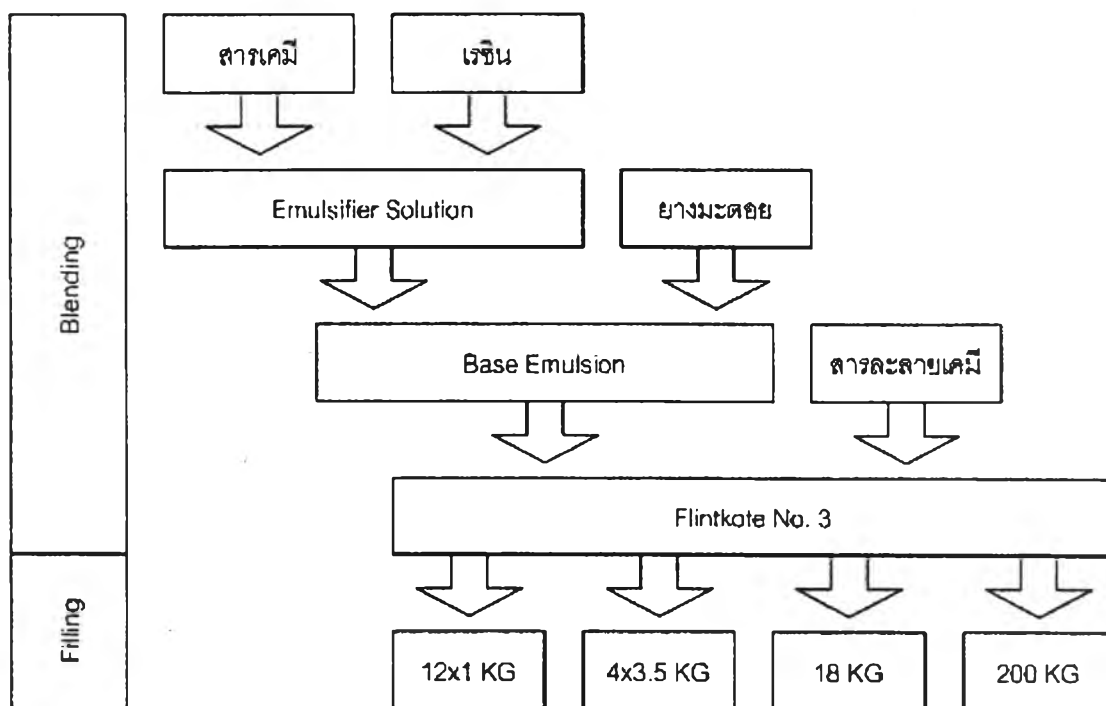 สารเคมี
เรซิน
Emulsifier Solution
ยางมะตอย
Blending
Base Emulsion
สารละลายเคมี
Flintkote No. 3
Filling
12x1 KG
4x3.5 KG
18 KG
200 KG